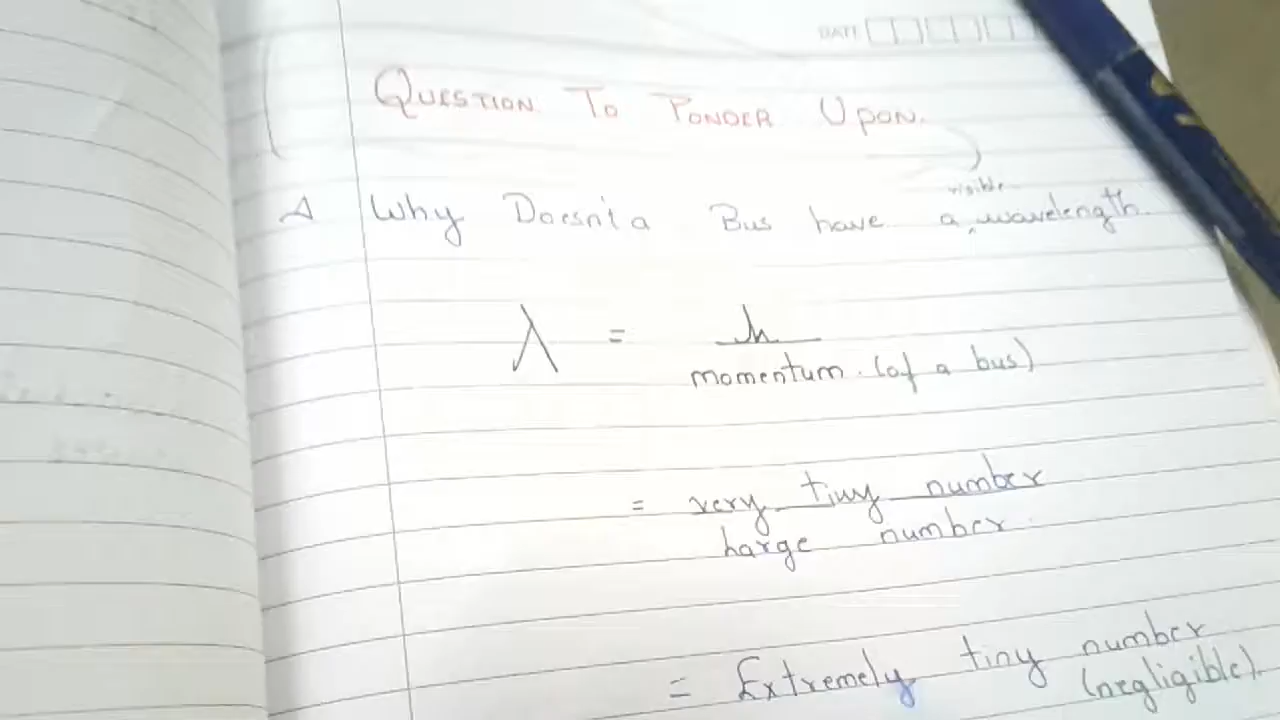 DATE
QUESTION TO PONDER UPON.
visible
Why Doesn't a Bus have a wavelength.
λ = h
momentum. (of a bus)
= very tiny number
harge number.
= Extremely tiny number
(negligible).